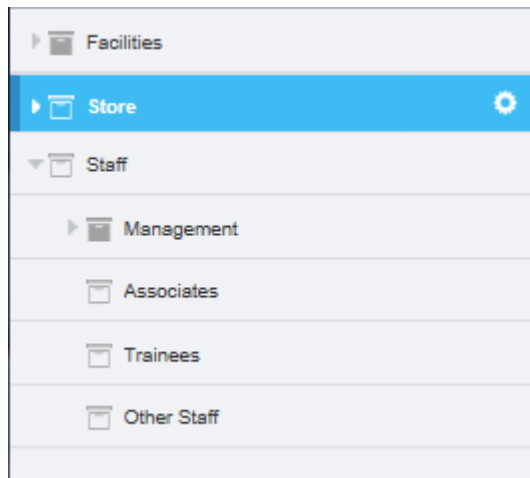 Facilities
Store
Staff
Management
Associates
Trainees
Other Staff